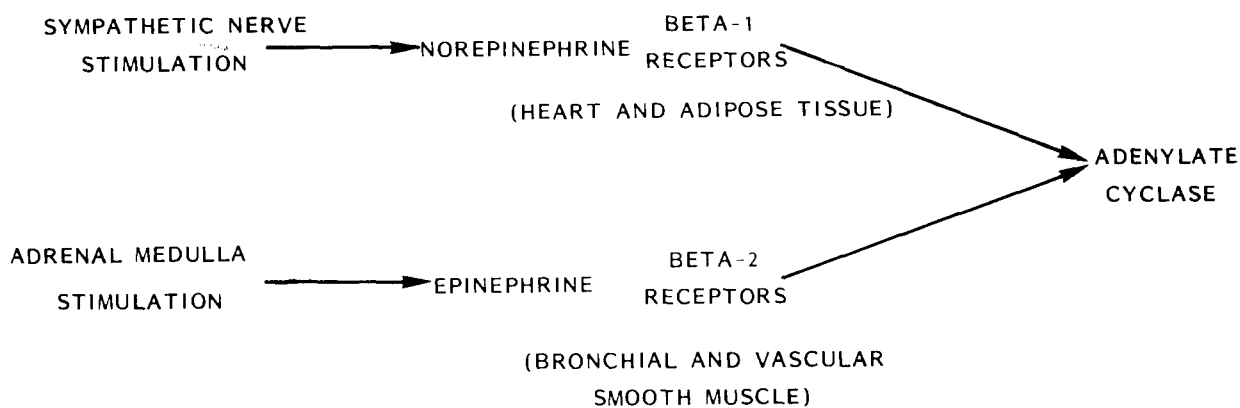 SYMPATHETIC NERVE
STIMULATION
NOREPINEPHRINE
BETA-1
RECEPTORS
(HEART AND ADIPOSE TISSUE)
ADENYLATE
CYCLASE
ADRENAL MEDULLA
STIMULATION
EPINEPHRINE
BETA-2
RECEPTORS
(BRONCHIAL AND VASCULAR
SMOOTH MUSCLE)